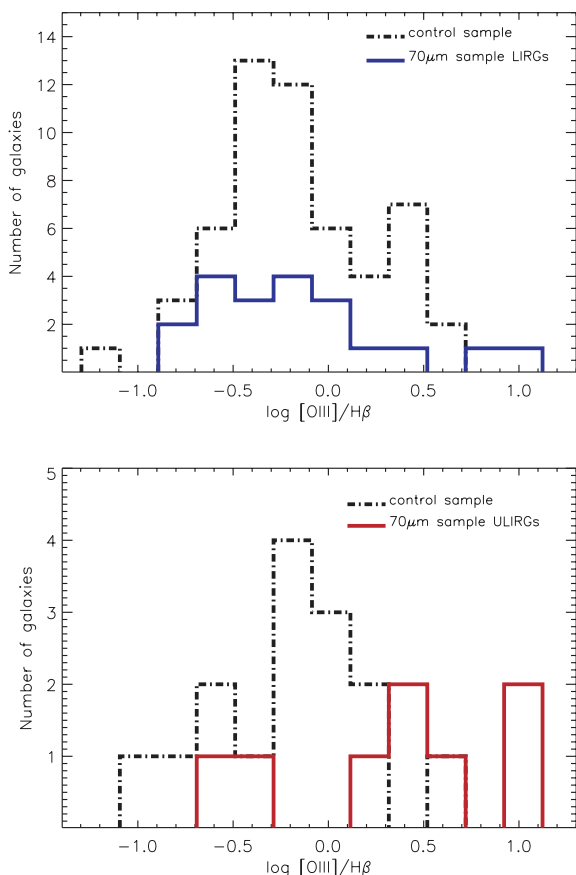 14
12
10
8
6
4
2
Number of galaxies
control sample
70μm sample LIRGs
−1.0 −0.5 0.0 0.5 1.0
log [OIII]/Hβ
5
4
3
2
1
Number of galaxies
control sample
70μm sample ULIRGs
−1.0 −0.5 0.0 0.5 1.0
log [OIII]/Hβ